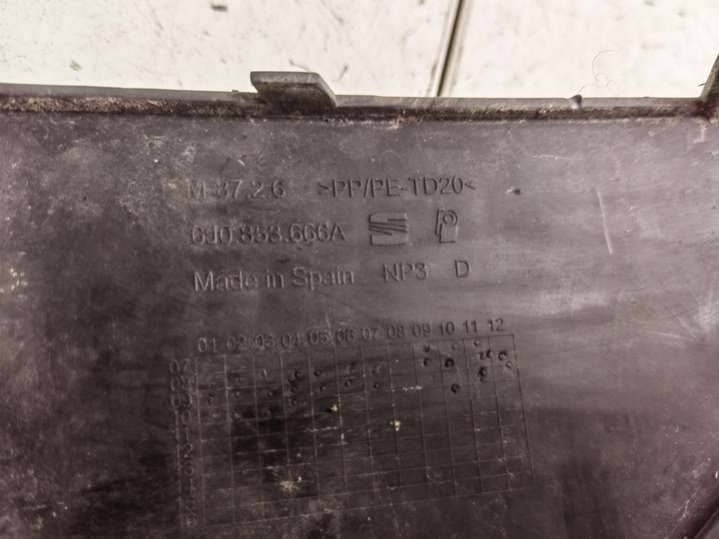 M-37.2.6 >PP/PE-TD20<
6J0.853.666A
Made in Spain NP3 D
01 02 03 04 05 06 07 08 09 10 11 12
07